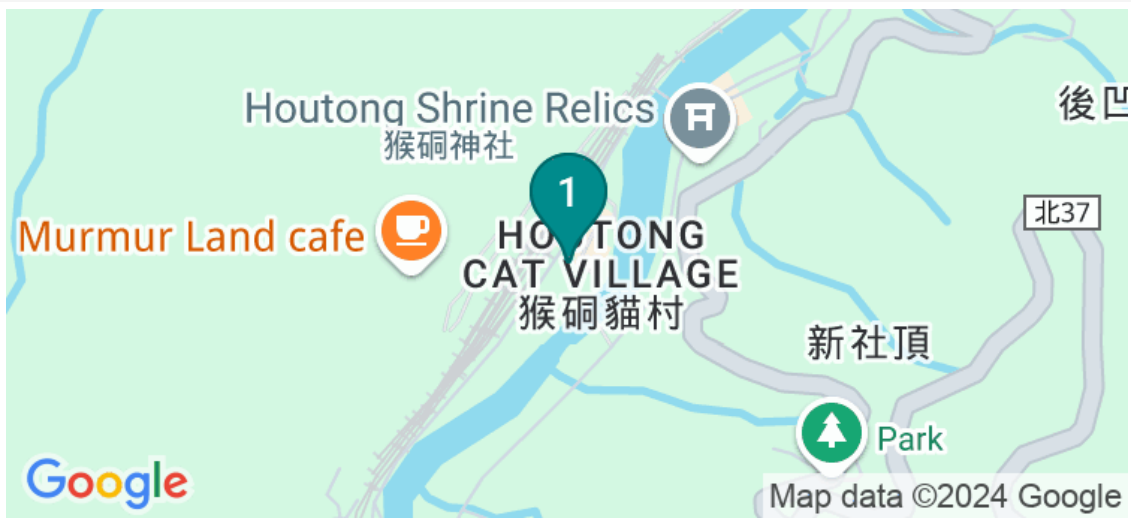 Houtong Shrine Relics
猴硐神社
後凹
1
北37
Murmur Land cafe
HOUTONG
CAT VILLAGE
猴硐貓村
新社頂
Park
Google
Map data ©2024 Google